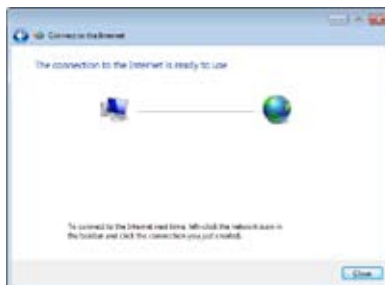 Connect to the Internet
The connection to the Internet is ready to use
To connect to the Internet next time, left-click the network icon in
the taskbar and click the connection you just created.
Close